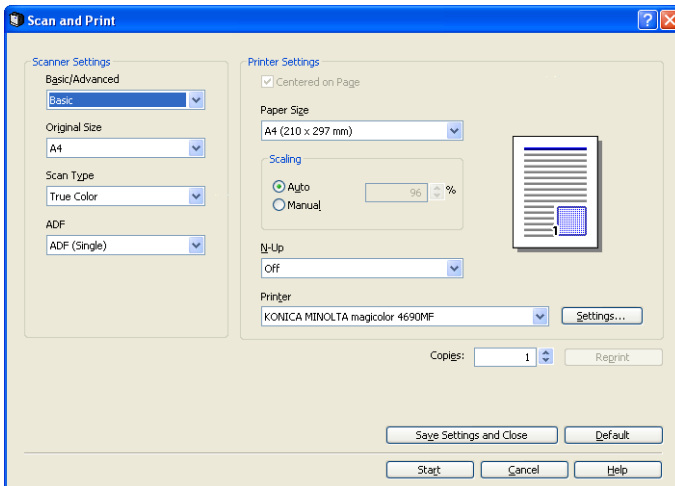 Scan and Print
Scanner Settings
Basic/Advanced
Basic
Original Size
A4
Scan Type
True Color
ADF
ADF (Single)
Printer Settings
Centered on Page
Paper Size
A4 (210 x 297 mm)
Scaling
Auto
96 %
Manual
N-Up
Off
Printer
KONICA MINOLTA magicolor 4690MF
Settings...
1
Copies:
1
Reprint
Save Settings and Close
Default
Start
Cancel
Help